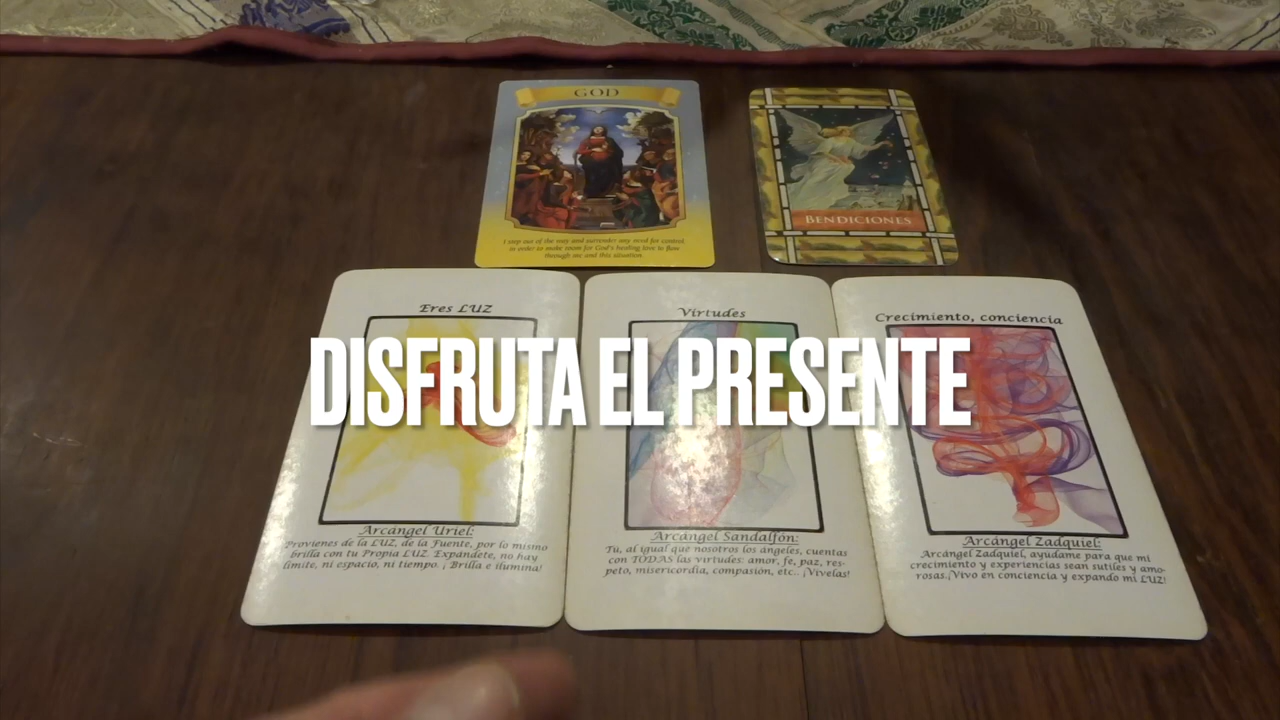 GOD
I step out of the way and surrender any need for control,
in order to make room for God's healing love to flow
through me and this situation.
BENDICIONES
Eres LUZ
Arcángel Uriel:
Provienes de la LUZ, de la Fuente, por lo mismo
brilla con tu Propia LUZ. Expándete, no hay
límite, ni espacio, ni tiempo. ¡ Brilla e ilumina!
Virtudes
Arcángel Sandalfón:
Tú, al igual que nosotros los ángeles, cuentas
con TODAS las virtudes: amor, fe, paz, res-
peto, misericordia, compasión, etc.. ¡Vívelas!
Crecimiento, conciencia
Arcángel Zadquiel:
Arcángel Zadquiel, ayúdame para que mi
crecimiento y experiencias sean sutiles y amo-
rosas.¡Vivo en conciencia y expando mi LUZ!
DISFRUTA EL PRESENTE